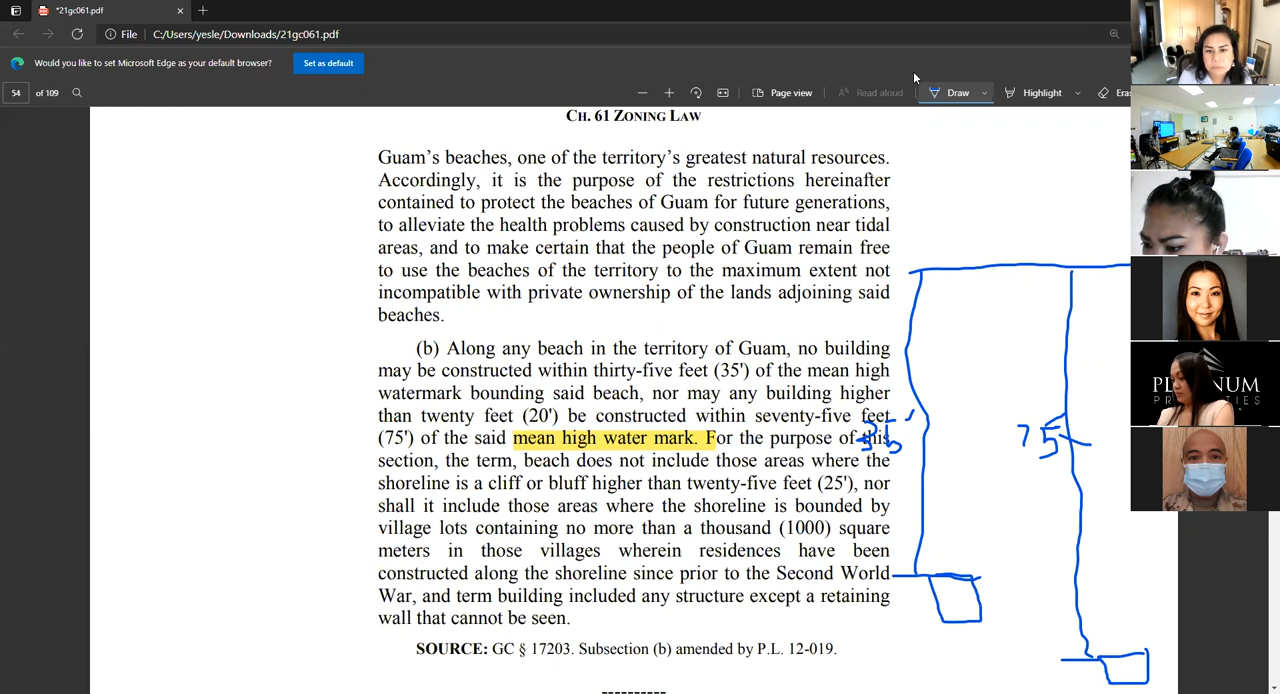 *21gc061.pdf
File
C:/Users/yesle/Downloads/21gc061.pdf
Would you like to set Microsoft Edge as your default browser?
Set as default
54
of 109
Page view
Read aloud
Draw
Highlight
Eras
CH. 61 ZONING LAW
Guam's beaches, one of the territory's greatest natural resources.
Accordingly, it is the purpose of the restrictions hereinafter
contained to protect the beaches of Guam for future generations,
to alleviate the health problems caused by construction near tidal
areas, and to make certain that the people of Guam remain free
to use the beaches of the territory to the maximum extent not
incompatible with private ownership of the lands adjoining said
beaches.
(b) Along any beach in the territory of Guam, no building
may be constructed within thirty-five feet (35') of the mean high
watermark bounding said beach, nor may any building higher
than twenty feet (20') be constructed within seventy-five feet
(75') of the said mean high water mark. For the purpose of this
section, the term, beach does not include those areas where the
shoreline is a cliff or bluff higher than twenty-five feet (25'), nor
shall it include those areas where the shoreline is bounded by
village lots containing no more than a thousand (1000) square
meters in those villages wherein residences have been
constructed along the shoreline since prior to the Second World
War, and term building included any structure except a retaining
wall that cannot be seen.
SOURCE: GC § 17203. Subsection (b) amended by P.L. 12-019.
----------
75